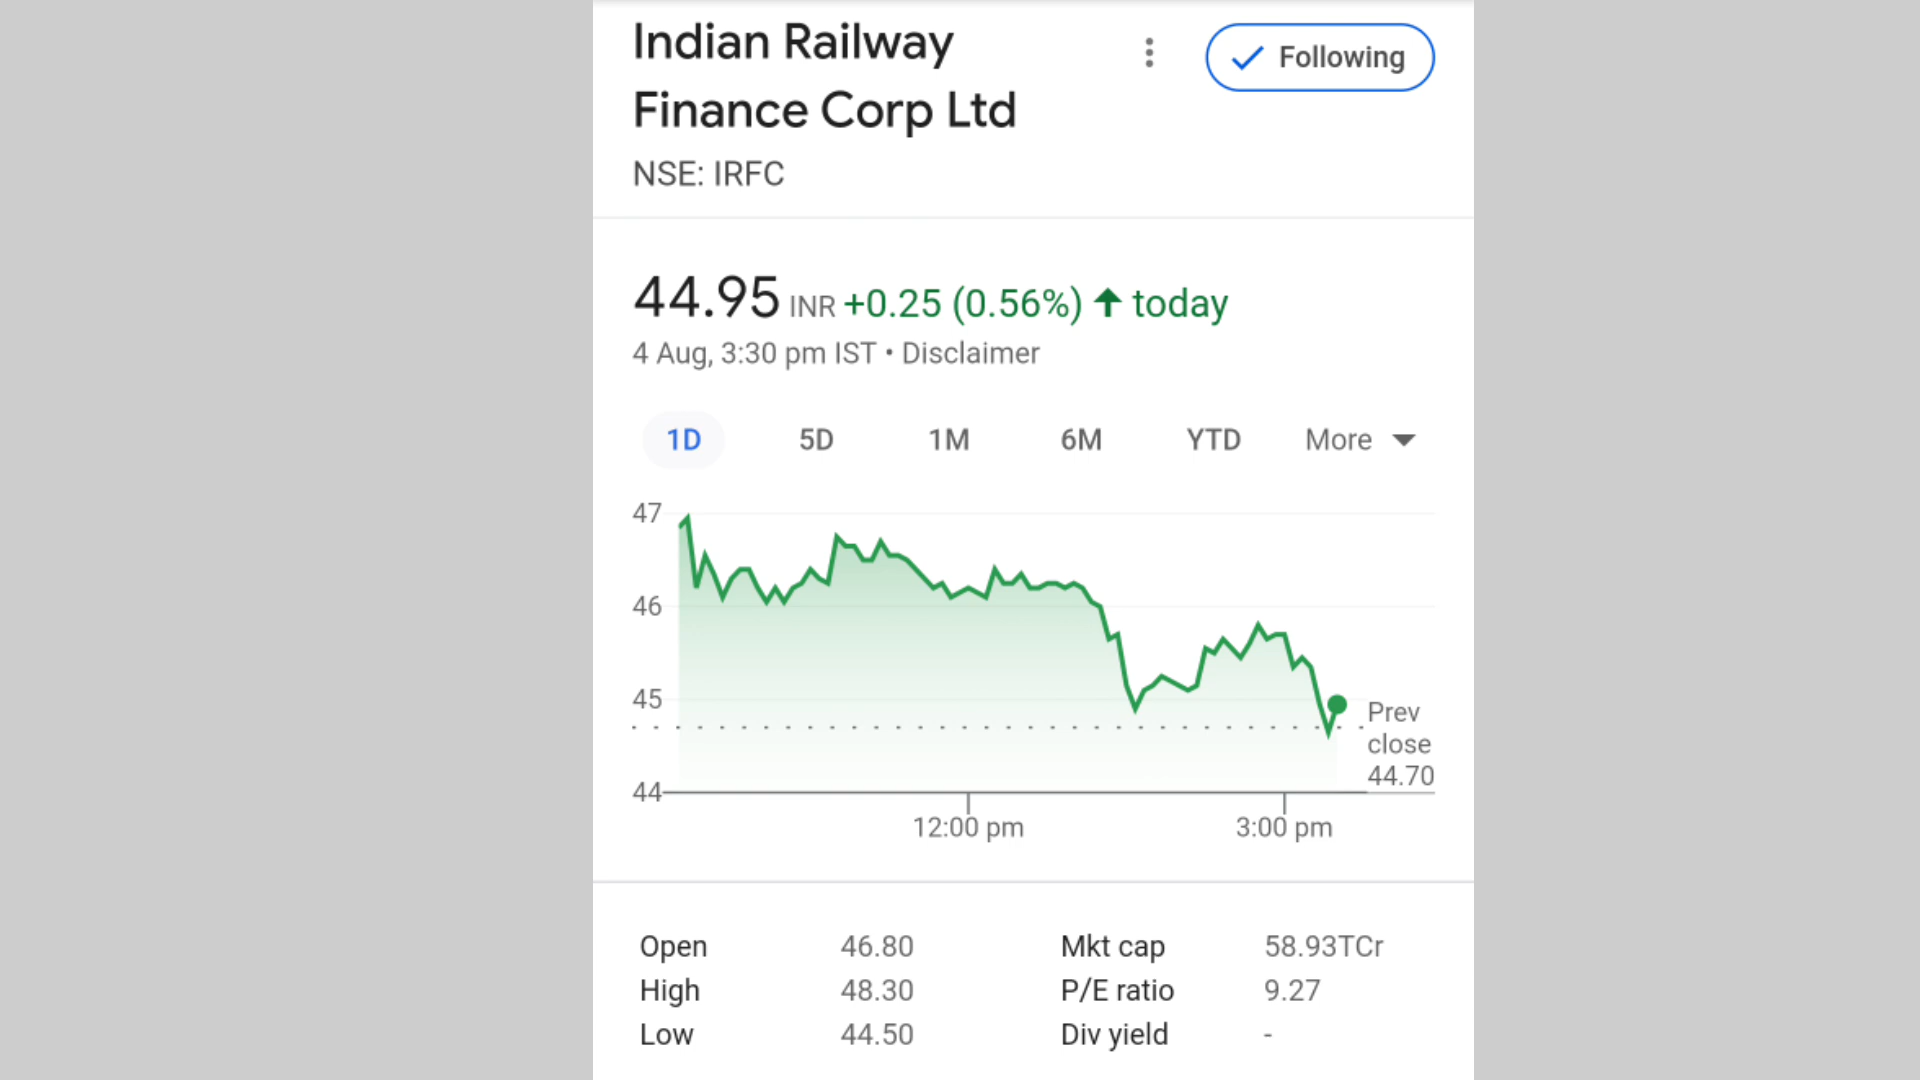 Indian Railway
Finance Corp Ltd
Following
NSE: IRFC
44.95 INR +0.25 (0.56%) ↑ today
4 Aug, 3:30 pm IST • Disclaimer
1D 5D 1M 6M YTD More
47
46
45
44
Prev
close
44.70
12:00 pm 3:00 pm
Open 46.80 Mkt cap 58.93TCr
High 48.30 P/E ratio 9.27
Low 44.50 Div yield -